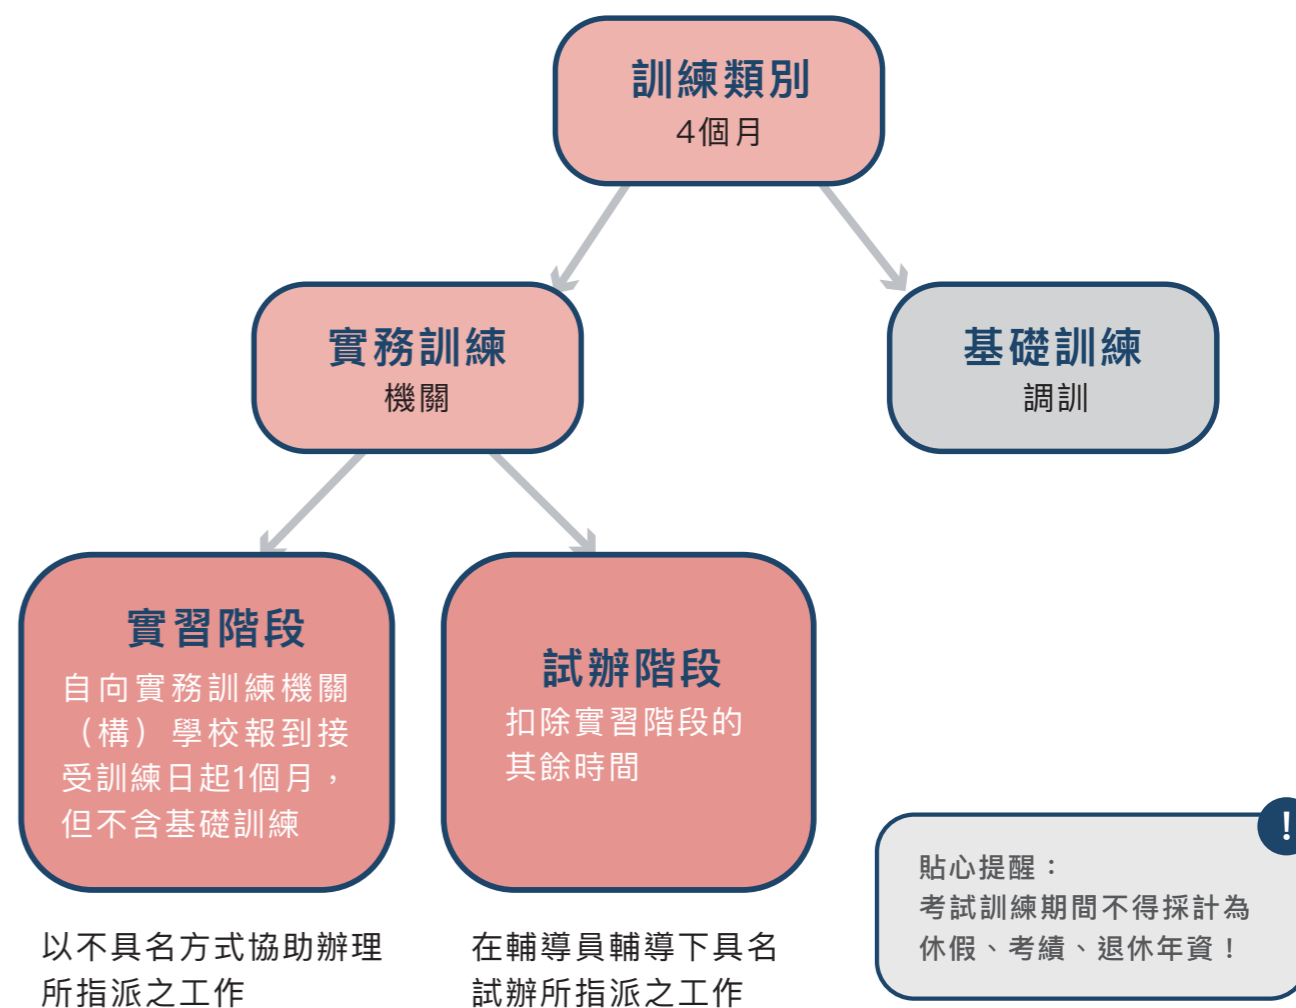 訓練類別
4個月
實務訓練
機關
基礎訓練
調訓
實習階段
自向實務訓練機關
（構）學校報到接
受訓練日起1個月，
但不含基礎訓練
以不具名方式協助辦理
所指派之工作
試辦階段
扣除實習階段的
其餘時間
在輔導員輔導下具名
試辦所指派之工作
!
貼心提醒：
考試訓練期間不得採計為
休假、考績、退休年資！